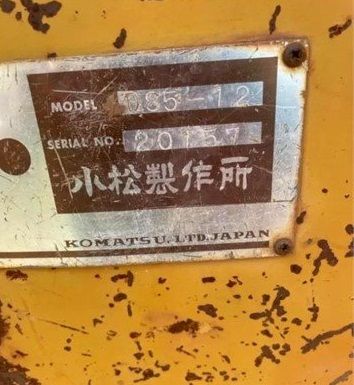 MODEL D85-12
SERIAL NO. 20157
小松製作所
KOMATSU, LTD. JAPAN